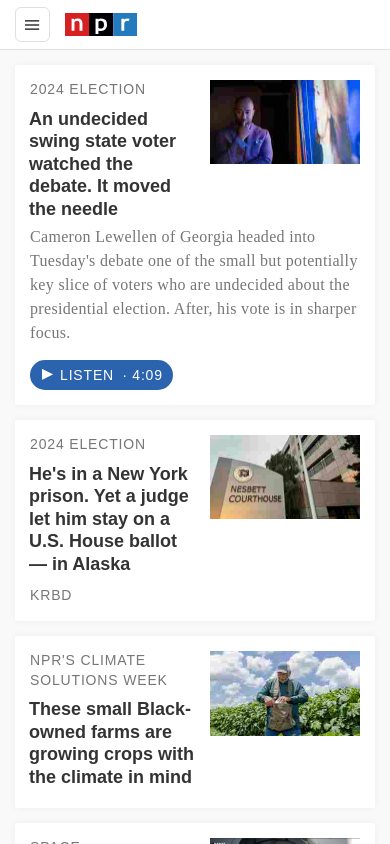 npr
2024 ELECTION
An undecided
swing state voter
watched the
debate. It moved
the needle
Cameron Lewellen of Georgia headed into
Tuesday's debate one of the small but potentially
key slice of voters who are undecided about the
presidential election. After, his vote is in sharper
focus.
LISTEN · 4:09
2024 ELECTION
He's in a New York
prison. Yet a judge
let him stay on a
U.S. House ballot
— in Alaska
KRBD
NESBETT
COURTHOUSE
NPR'S CLIMATE
SOLUTIONS WEEK
These small Black-
owned farms are
growing crops with
the climate in mind
SPACE